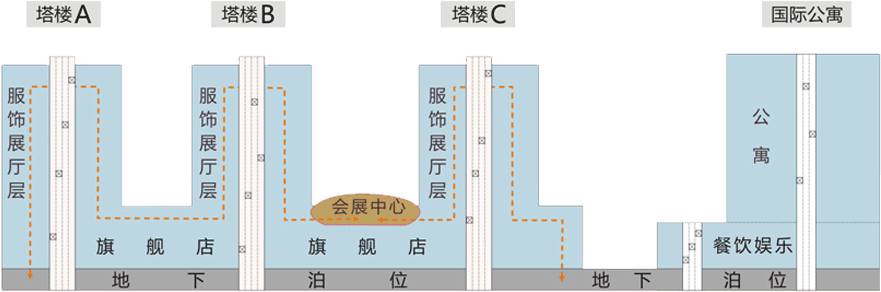 塔楼A
塔楼B
塔楼C
国际公寓
服饰展厅层
服饰展厅层
服饰展厅层
公寓
会展中心
旗舰店
旗舰店
餐饮娱乐
地下泊位
地下泊位